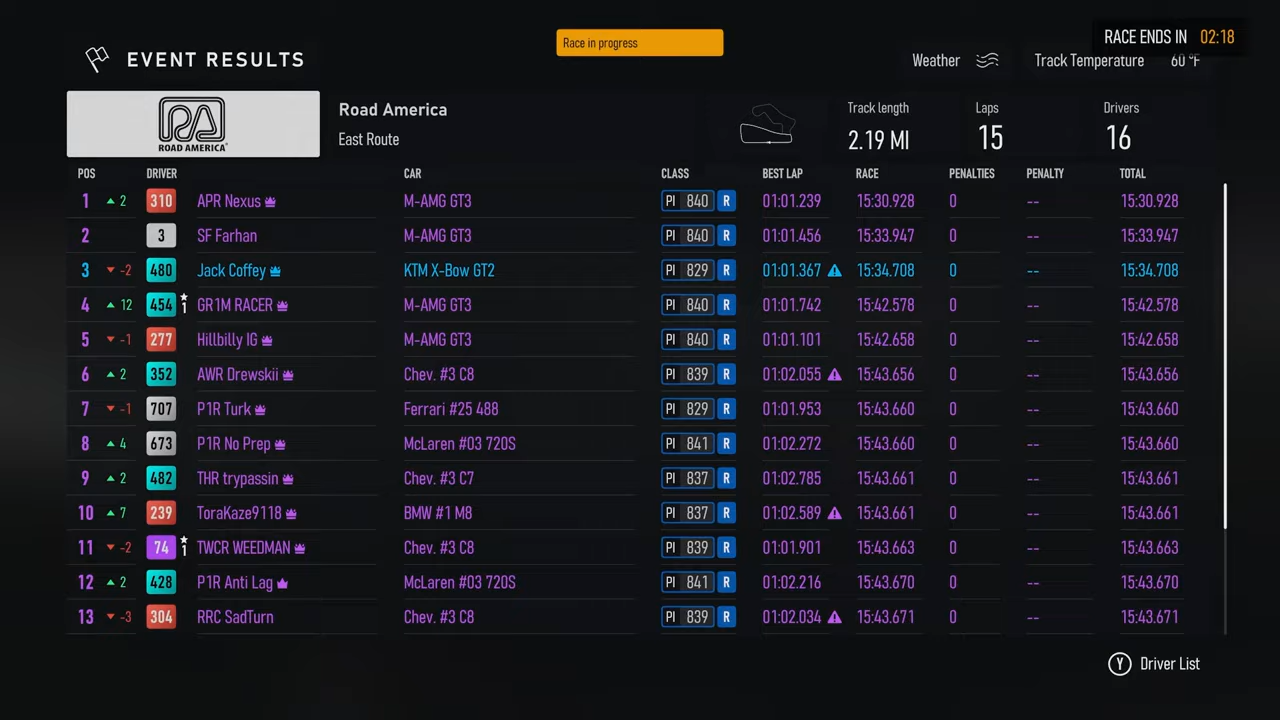 Race in progress
RACE ENDS IN 02:18
EVENT RESULTS
Weather Track Temperature 60 °F
RA
ROAD AMERICA
Road America
East Route
Track length Laps Drivers
2.19 MI 15 16
POS DRIVER CAR CLASS BEST LAP RACE PENALTIES PENALTY TOTAL
1 2 310 APR Nexus M-AMG GT3 PI 840 R 01:01.239 15:30.928 0 -- 15:30.928
2 3 SF Farhan M-AMG GT3 PI 840 R 01:01.456 15:33.947 0 -- 15:33.947
3 -2 480 Jack Coffey KTM X-Bow GT2 PI 829 R 01:01.367 15:34.708 0 -- 15:34.708
4 12 454 1 GR1M RACER M-AMG GT3 PI 840 R 01:01.742 15:42.578 0 -- 15:42.578
5 -1 277 Hillbilly IG M-AMG GT3 PI 840 R 01:01.101 15:42.658 0 -- 15:42.658
6 2 352 AWR Drewskii Chev. #3 C8 PI 839 R 01:02.055 15:43.656 0 -- 15:43.656
7 -1 707 P1R Turk Ferrari #25 488 PI 829 R 01:01.953 15:43.660 0 -- 15:43.660
8 4 673 P1R No Prep McLaren #03 720S PI 841 R 01:02.272 15:43.660 0 -- 15:43.660
9 2 482 THR trypassin Chev. #3 C7 PI 837 R 01:02.785 15:43.661 0 -- 15:43.661
10 7 239 ToraKaze9118 BMW #1 M8 PI 837 R 01:02.589 15:43.661 0 -- 15:43.661
11 -2 74 1 TWCR WEEDMAN Chev. #3 C8 PI 839 R 01:01.901 15:43.663 0 -- 15:43.663
12 2 428 P1R Anti Lag McLaren #03 720S PI 841 R 01:02.216 15:43.670 0 -- 15:43.670
13 -3 304 RRC SadTurn Chev. #3 C8 PI 839 R 01:02.034 15:43.671 0 -- 15:43.671
Y Driver List